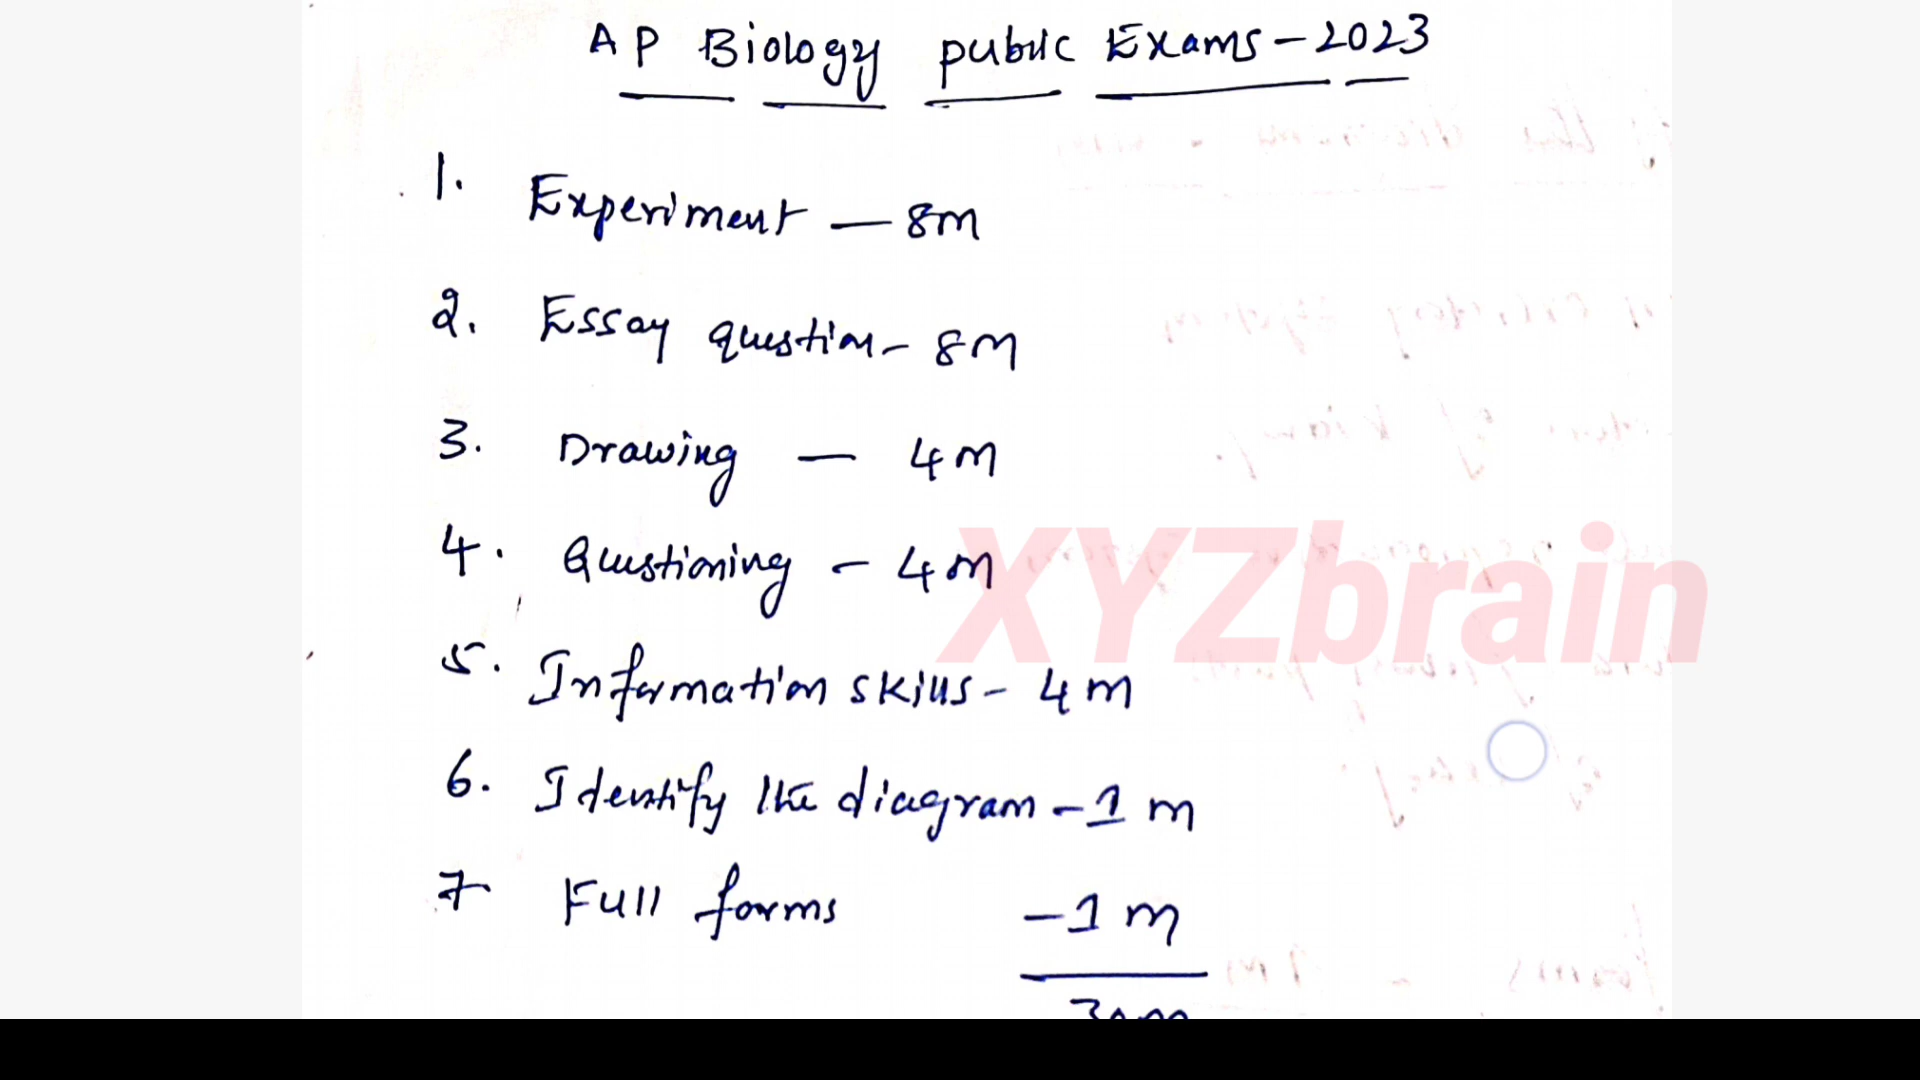 AP Biology public Exams - 2023
1. Experiment — 8m
2. Essay question - 8m
3. Drawing — 4m
4. Questioning - 4m
5. Information skills - 4m
6. Identify the diagram - 1m
7 Full forms - 1m
XYZbrain